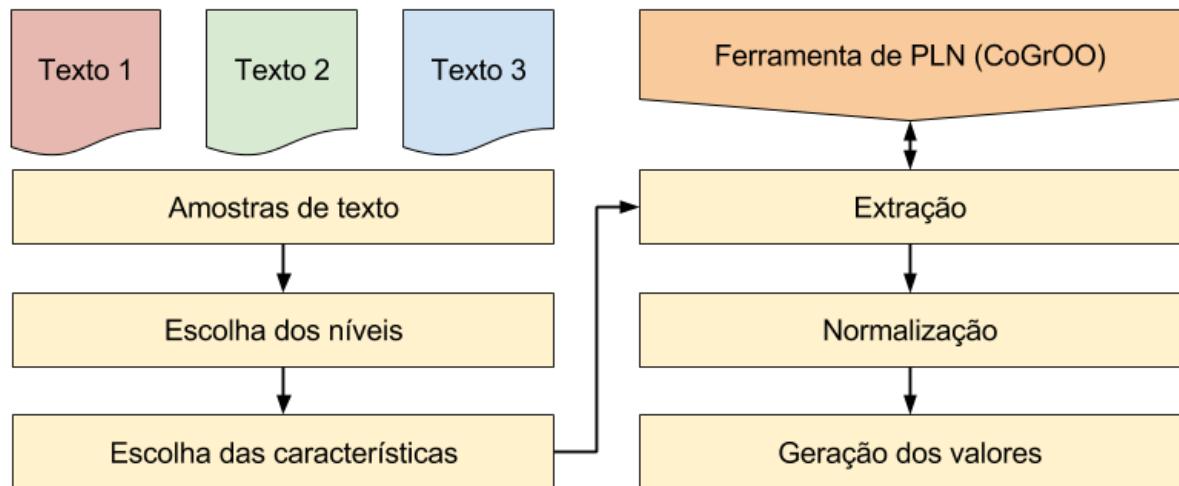 Texto 1
Texto 2
Texto 3
Amostras de texto
Escolha dos níveis
Escolha das características
Ferramenta de PLN (CoGrOO)
Extração
Normalização
Geração dos valores